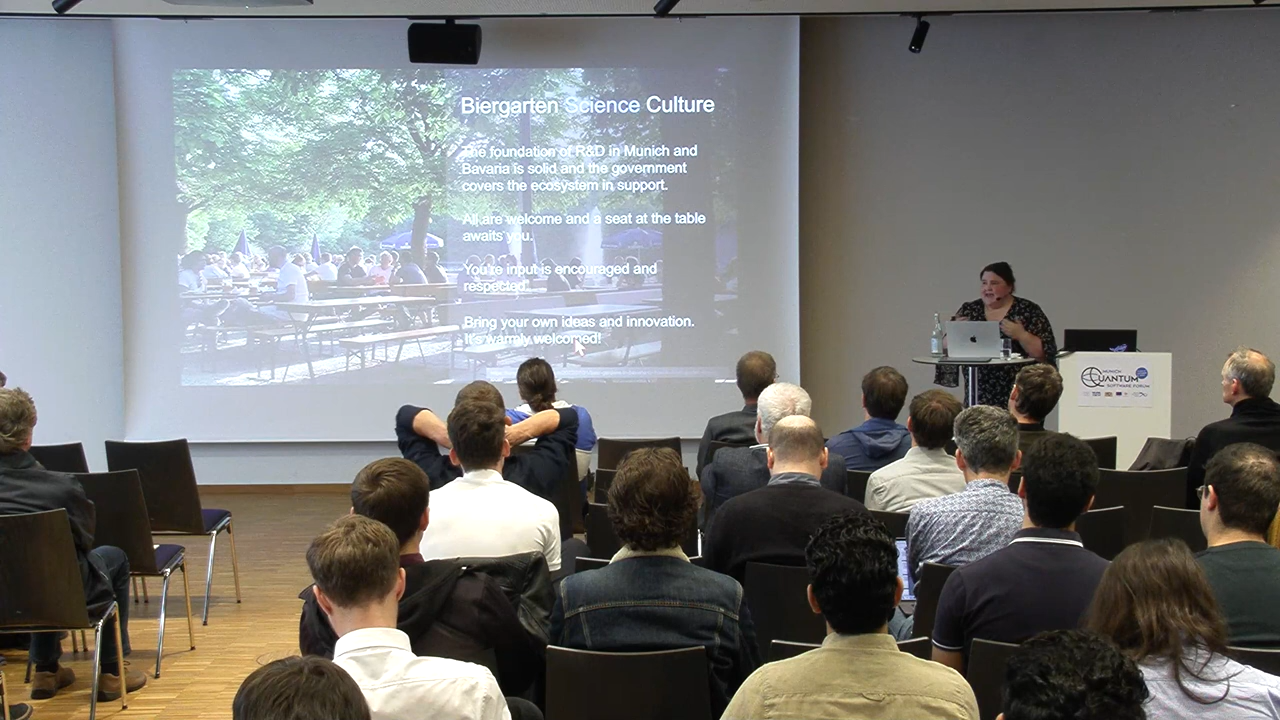 Biergarten Science Culture
The foundation of R&D in Munich and
Bavaria is solid and the government
covers the ecosystem in support.
All are welcome and a seat at the table
awaits you.
You're input is encouraged and
respected.
Bring your own ideas and innovation.
It's warmly welcomed!
MUNICH
QUANTUM
SOFTWARE FORUM